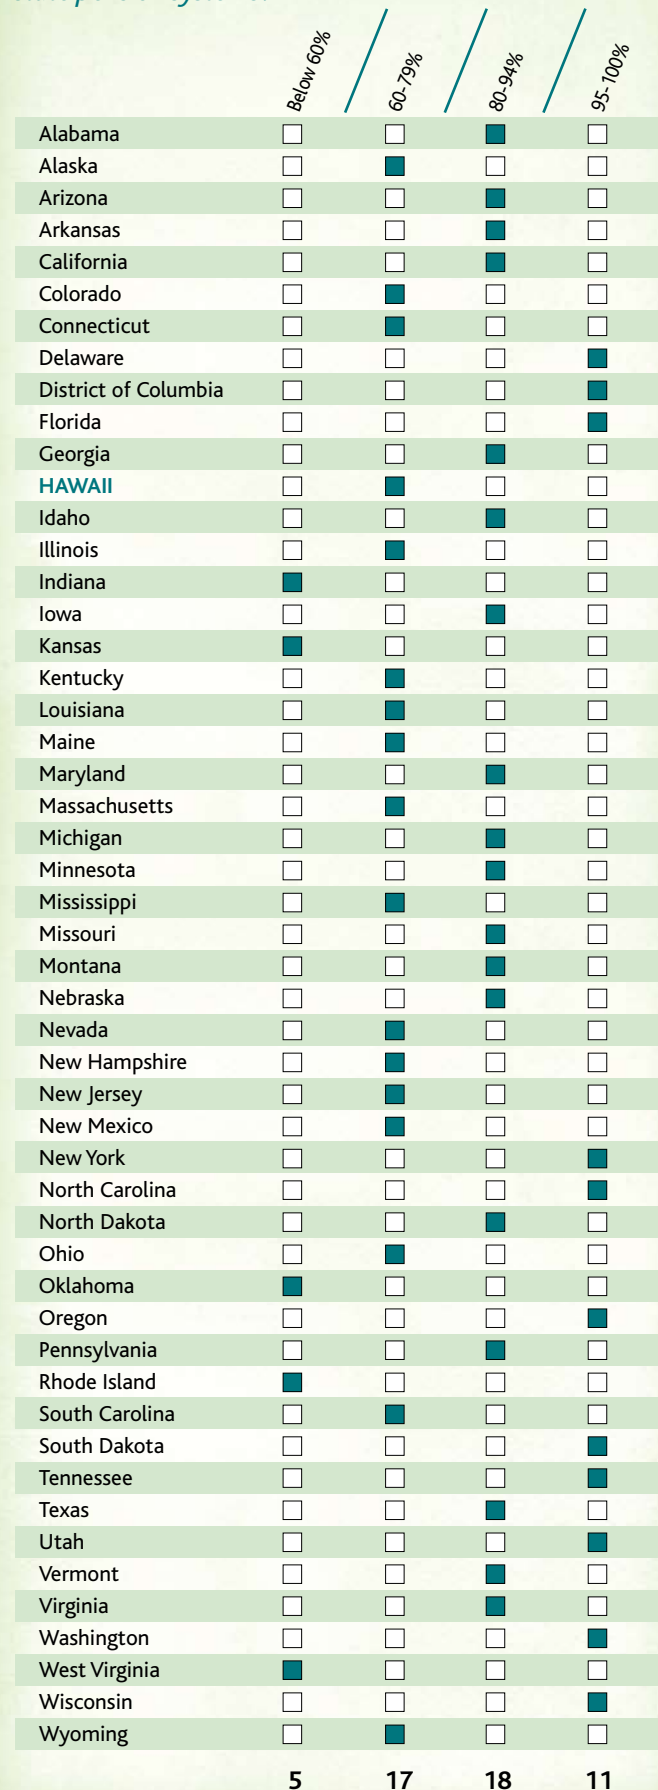 Below 60%
60-79%
80-94%
95-100%
Alabama
Alaska
Arizona
Arkansas
California
Colorado
Connecticut
Delaware
District of Columbia
Florida
Georgia
HAWAII
Idaho
Illinois
Indiana
Iowa
Kansas
Kentucky
Louisiana
Maine
Maryland
Massachusetts
Michigan
Minnesota
Mississippi
Missouri
Montana
Nebraska
Nevada
New Hampshire
New Jersey
New Mexico
New York
North Carolina
North Dakota
Ohio
Oklahoma
Oregon
Pennsylvania
Rhode Island
South Carolina
South Dakota
Tennessee
Texas
Utah
Vermont
Virginia
Washington
West Virginia
Wisconsin
Wyoming
5 17 18 11